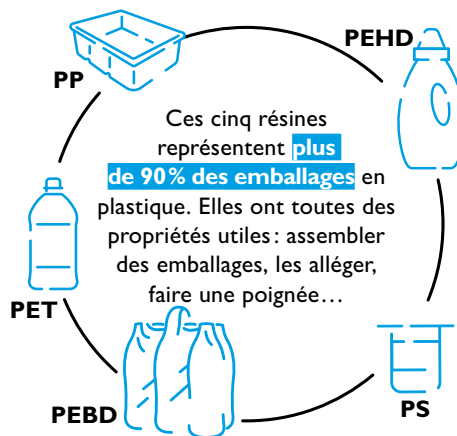 PEHD
PP
Ces cinq résines
représentent plus
de 90% des emballages en
plastique. Elles ont toutes des
propriétés utiles : assembler
des emballages, les alléger,
faire une poignée…
PET
PEBD
PS